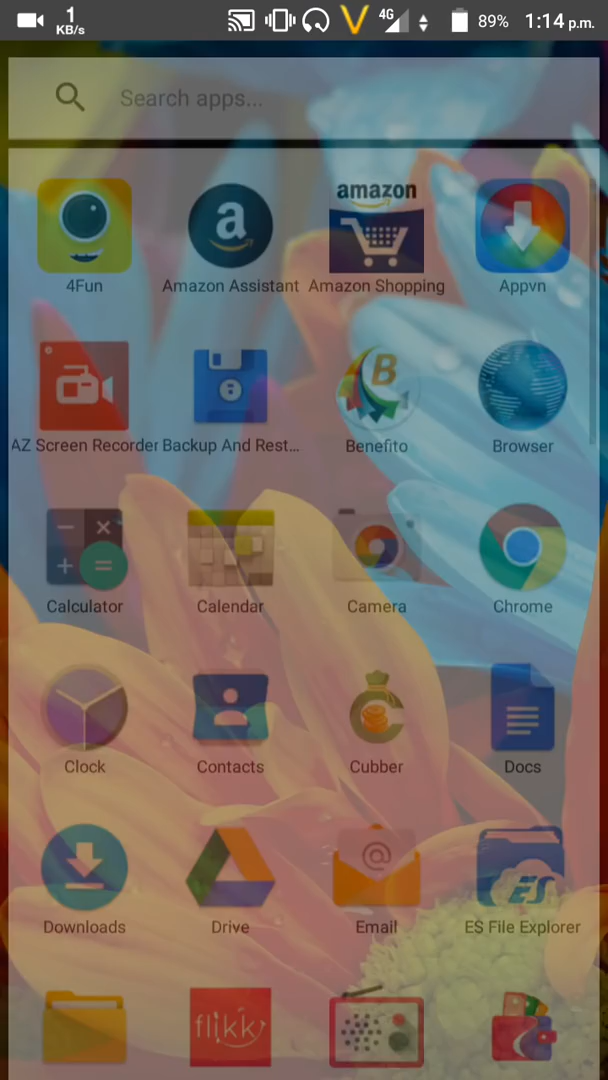 1 KB/s 4G 89% 1:14 p.m.
Search apps...
amazon
a
4Fun Amazon Assistant Amazon Shopping Appvn
B
AZ Screen Recorder Backup And Rest... Benefito Browser
Calculator Calendar Camera Chrome
Clock Contacts Cubber Docs
@
ES
Downloads Drive Email ES File Explorer
flikk